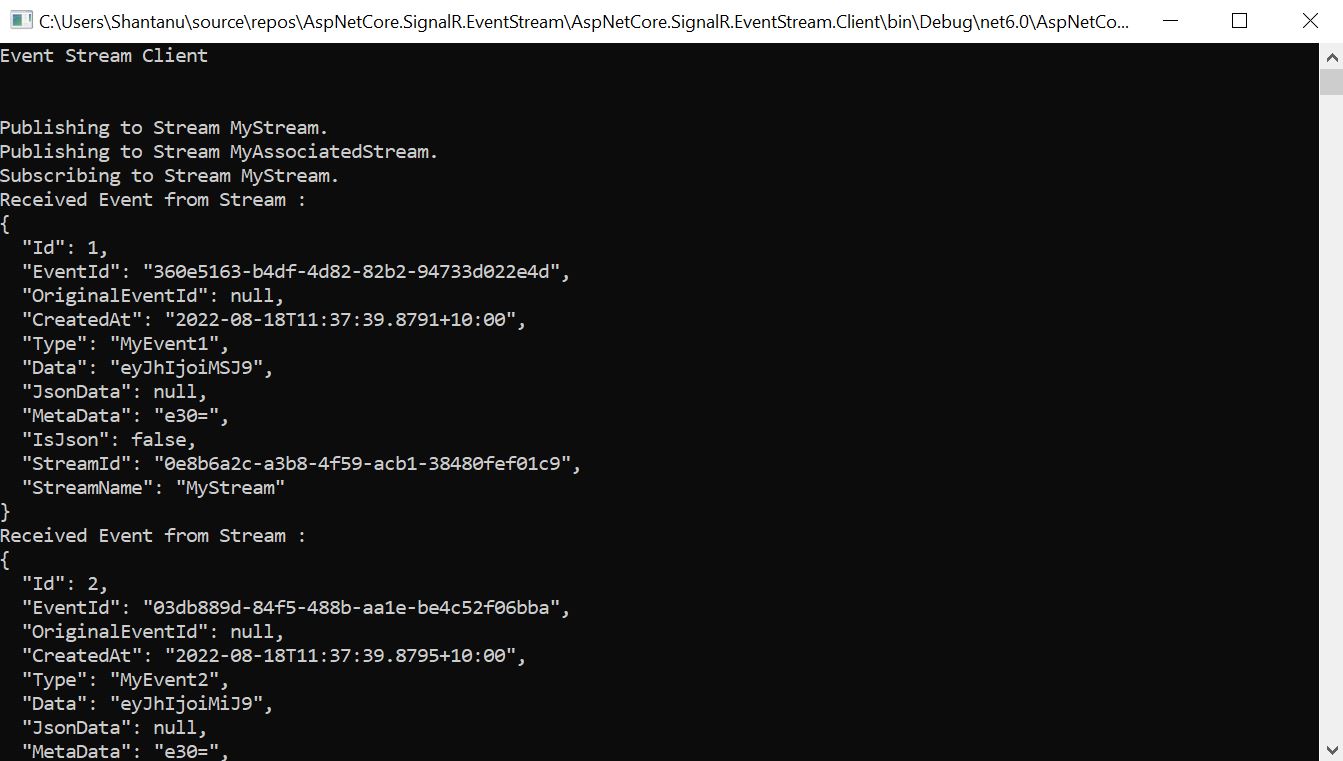 C:\Users\Shantanu\source\repos\AspNetCore.SignalR.EventStream\AspNetCore.SignalR.EventStream.Client\bin\Debug\net6.0\AspNetCo...
Event Stream Client
Publishing to Stream MyStream.
Publishing to Stream MyAssociatedStream.
Subscribing to Stream MyStream.
Received Event from Stream :
{
  "Id": 1,
  "EventId": "360e5163-b4df-4d82-82b2-94733d022e4d",
  "OriginalEventId": null,
  "CreatedAt": "2022-08-18T11:37:39.8791+10:00",
  "Type": "MyEvent1",
  "Data": "eyJhIjoiMSJ9",
  "JsonData": null,
  "MetaData": "e30=",
  "IsJson": false,
  "StreamId": "0e8b6a2c-a3b8-4f59-acb1-38480fef01c9",
  "StreamName": "MyStream"
}
Received Event from Stream :
{
  "Id": 2,
  "EventId": "03db889d-84f5-488b-aa1e-be4c52f06bba",
  "OriginalEventId": null,
  "CreatedAt": "2022-08-18T11:37:39.8795+10:00",
  "Type": "MyEvent2",
  "Data": "eyJhIjoiMiJ9",
  "JsonData": null,
  "MetaData": "e30=",